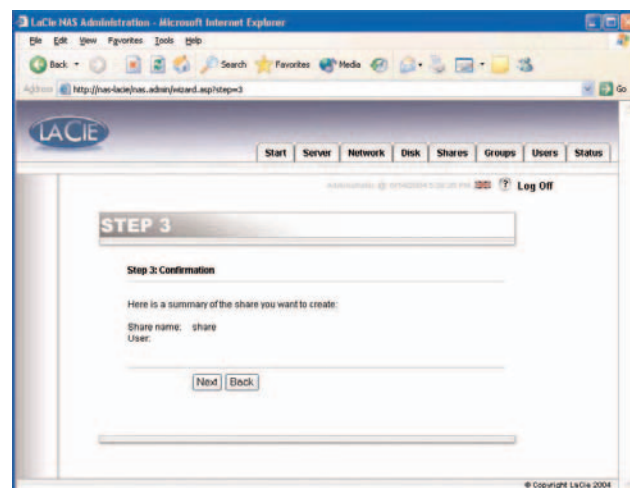 LaCie NAS Administration - Microsoft Internet Explorer
File Edit View Favorites Tools Help
Back Search Favorites Media
Address http://nas-lacie/nas.admin/wizard.asp?step=3 Go
LACIE
Start Server Network Disk Shares Groups Users Status
? Log Off
STEP 3
Step 3: Confirmation
Here is a summary of the share you want to create:
Share name: share
User:
Next Back
© Copyright LaCie 2004